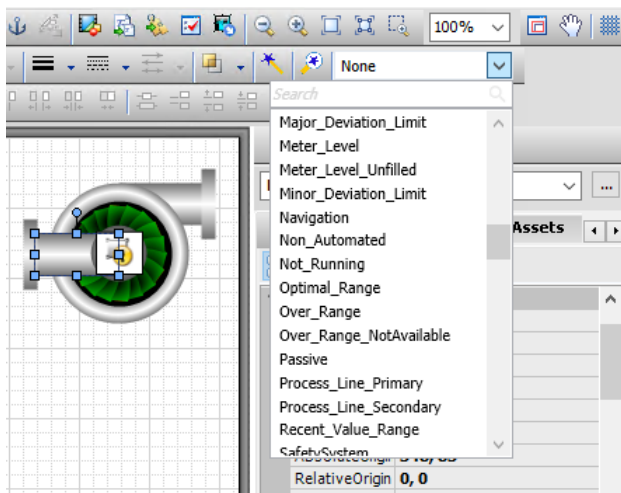 100%
None
Search
Major_Deviation_Limit
Meter_Level
Meter_Level_Unfilled
Minor_Deviation_Limit
Navigation
Non_Automated
Assets
Not_Running
Optimal_Range
Over_Range
Over_Range_NotAvailable
Passive
Process_Line_Primary
Process_Line_Secondary
Recent_Value_Range
SafetySystem
RelativeOrigin 0, 0